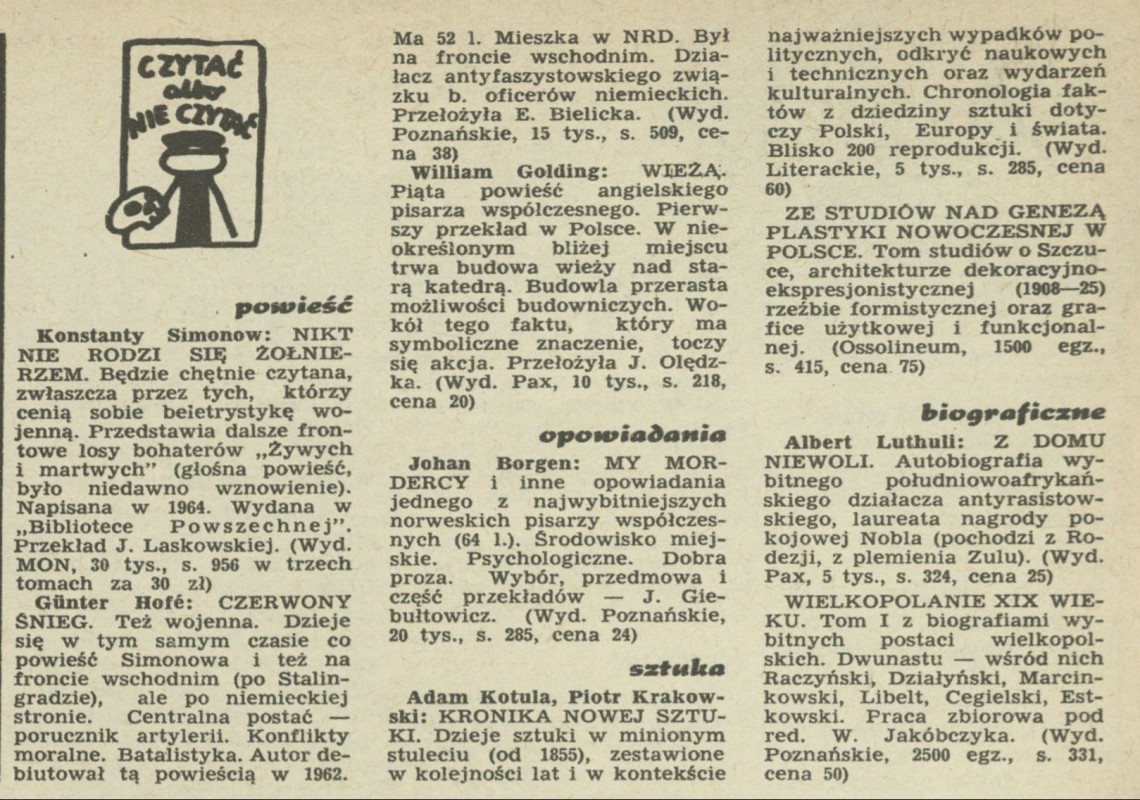 CZYTAĆ
albo
NIE CZYTAĆ
powieść
Konstanty Simonow: NIKT
NIE RODZI SIĘ ŻOŁNIE-
RZEM. Będzie chętnie czytana,
zwłaszcza przez tych, którzy
cenią sobie beletrystykę wo-
jenną. Przedstawia dalsze fron-
towe losy bohaterów „Żywych
i martwych” (głośna powieść,
było niedawno wznowienie).
Napisana w 1964. Wydana w
„Bibliotece Powszechnej”.
Przekład J. Laskowskiej. (Wyd.
MON, 30 tys., s. 956 w trzech
tomach za 30 zł)
Günter Hofé: CZERWONY
ŚNIEG. Też wojenna. Dzieje
się w tym samym czasie co
powieść Simonowa i też na
froncie wschodnim (po Stalin-
gradzie), ale po niemieckiej
stronie. Centralna postać —
porucznik artylerii. Konflikty
moralne. Batalistyka. Autor de-
biutował tą powieścią w 1962.
Ma 52 l. Mieszka w NRD. Był
na froncie wschodnim. Dzia-
łacz antyfaszystowskiego zwią-
zku b. oficerów niemieckich.
Przełożyła E. Bielicka. (Wyd.
Poznańskie, 15 tys., s. 509, ce-
na 38)
William Golding: WIEŻA.
Piąta powieść angielskiego
pisarza współczesnego. Pierw-
szy przekład w Polsce. W nie-
określonym bliżej miejscu
trwa budowa wieży nad sta-
rą katedrą. Budowla przerasta
możliwości budowniczych. Wo-
kół tego faktu, który ma
symboliczne znaczenie, toczy
się akcja. Przełożyła J. Olędz-
ka. (Wyd. Pax, 10 tys., s. 218,
cena 20)
opowiadania
Johan Borgen: MY MOR-
DERCY i inne opowiadania
jednego z najwybitniejszych
norweskich pisarzy współczes-
nych (64 l.). Środowisko miej-
skie. Psychologiczne. Dobra
proza. Wybór, przedmowa i
część przekładów — J. Gie-
bułtowicz. (Wyd. Poznańskie,
20 tys., s. 285, cena 24)
sztuka
Adam Kotula, Piotr Krakow-
ski: KRONIKA NOWEJ SZTU-
KI. Dzieje sztuki w minionym
stuleciu (od 1855), zestawione
w kolejności lat i w kontekście
najważniejszych wypadków po-
litycznych, odkryć naukowych
i technicznych oraz wydarzeń
kulturalnych. Chronologia fak-
tów z dziedziny sztuki doty-
czy Polski, Europy i świata.
Blisko 200 reprodukcji. (Wyd.
Literackie, 5 tys., s. 285, cena
60)
ZE STUDIÓW NAD GENEZĄ
PLASTYKI NOWOCZESNEJ W
POLSCE. Tom studiów o Szczu-
ce, architekturze dekoracyjno-
ekspresjonistycznej (1908—25)
rzeźbie formistycznej oraz gra-
fice użytkowej i funkcjonal-
nej. (Ossolineum, 1500 egz.,
s. 415, cena 75)
biograficzne
Albert Luthuli: Z DOMU
NIEWOLI. Autobiografia wy-
bitnego południowoafrykań-
skiego działacza antyrasistow-
skiego, laureata nagrody po-
kojowej Nobla (pochodzi z Ro-
dezji, z plemienia Zulu). (Wyd.
Pax, 5 tys., s. 324, cena 25)
WIELKOPOLANIE XIX WIE-
KU. Tom I z biografiami wy-
bitnych postaci wielkopol-
skich. Dwunastu — wśród nich
Raczyński, Działyński, Marcin-
kowski, Libelt, Cegielski, Est-
kowski. Praca zbiorowa pod
red. W. Jakóbczyka. (Wyd.
Poznańskie, 2500 egz., s. 331,
cena 50)